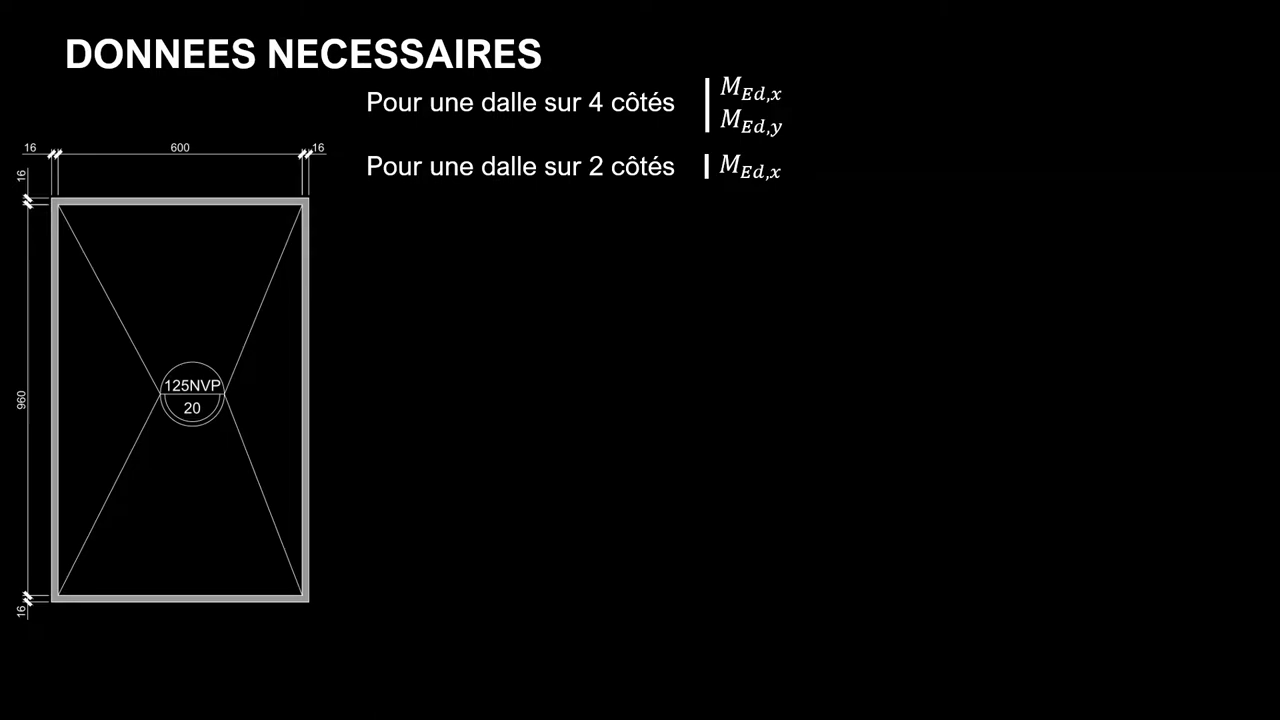 DONNEES NECESSAIRES
Pour une dalle sur 4 côtés
M_{Ed,x}
M_{Ed,y}
Pour une dalle sur 2 côtés
M_{Ed,x}
16
600
16
16
960
16
125NVP
20